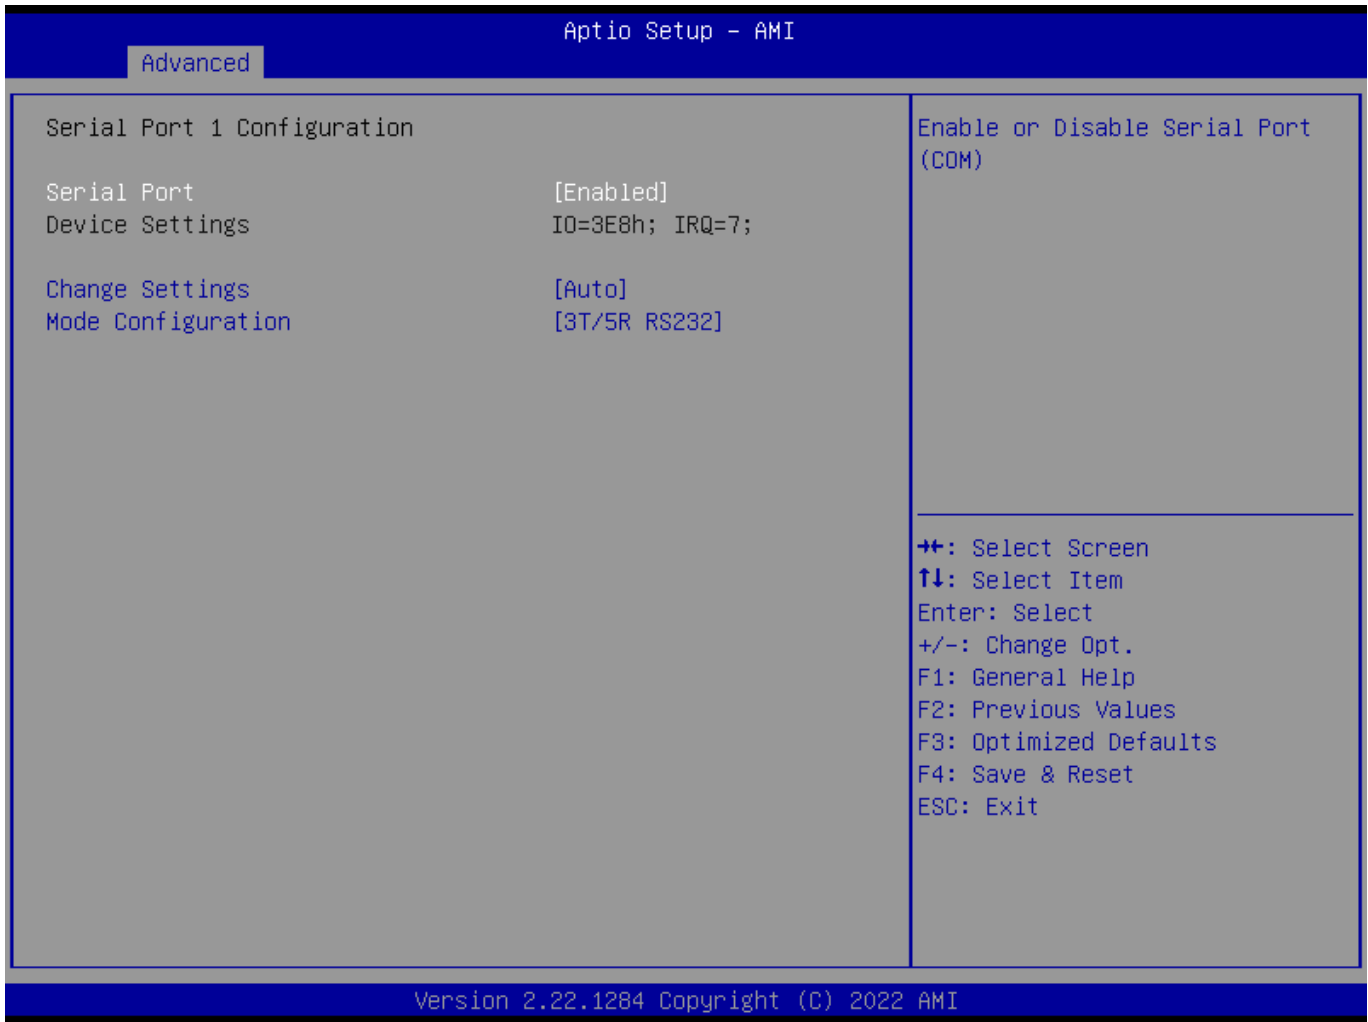 Aptio Setup – AMI
Advanced
Serial Port 1 Configuration
Serial Port [Enabled]
Device Settings IO=3E8h; IRQ=7;
Change Settings [Auto]
Mode Configuration [3T/5R RS232]
Enable or Disable Serial Port
(COM)
→←: Select Screen
↑↓: Select Item
Enter: Select
+/-: Change Opt.
F1: General Help
F2: Previous Values
F3: Optimized Defaults
F4: Save & Reset
ESC: Exit
Version 2.22.1284 Copyright (C) 2022 AMI